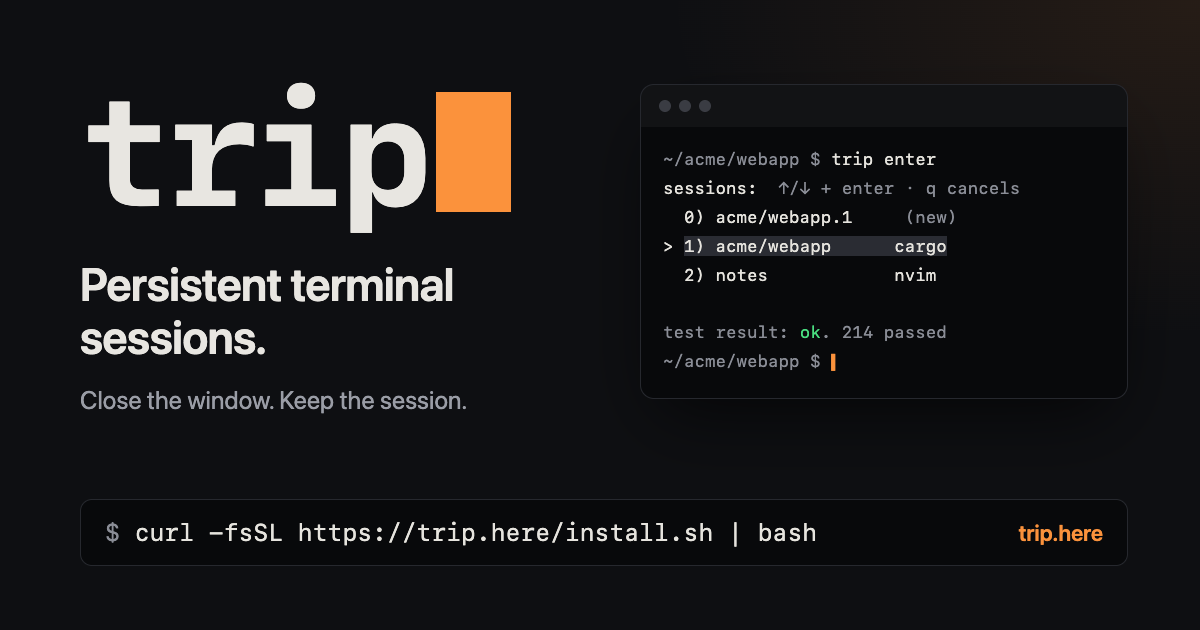 trip
Persistent terminal
sessions.
Close the window. Keep the session.
~/acme/webapp $ trip enter
sessions:  ↑/↓ + enter · q cancels
0) acme/webapp.1     (new)
> 1) acme/webapp      cargo
2) notes            nvim
test result: ok. 214 passed
~/acme/webapp $
$ curl -fsSL https://trip.here/install.sh | bash
trip.here